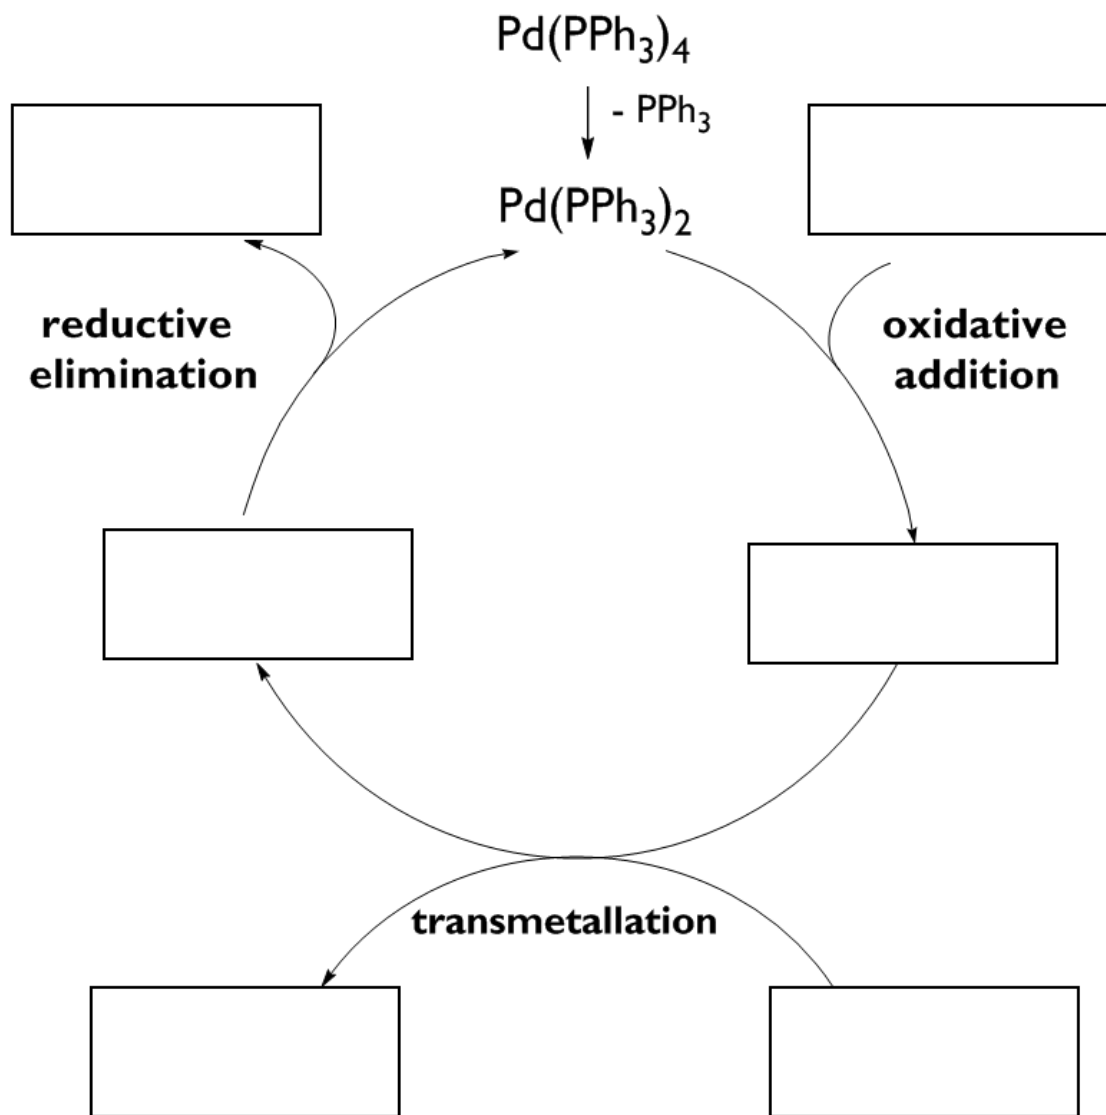 Pd(PPh₃)₄
- PPh₃
Pd(PPh₃)₂
reductive
elimination
oxidative
addition
transmetallation